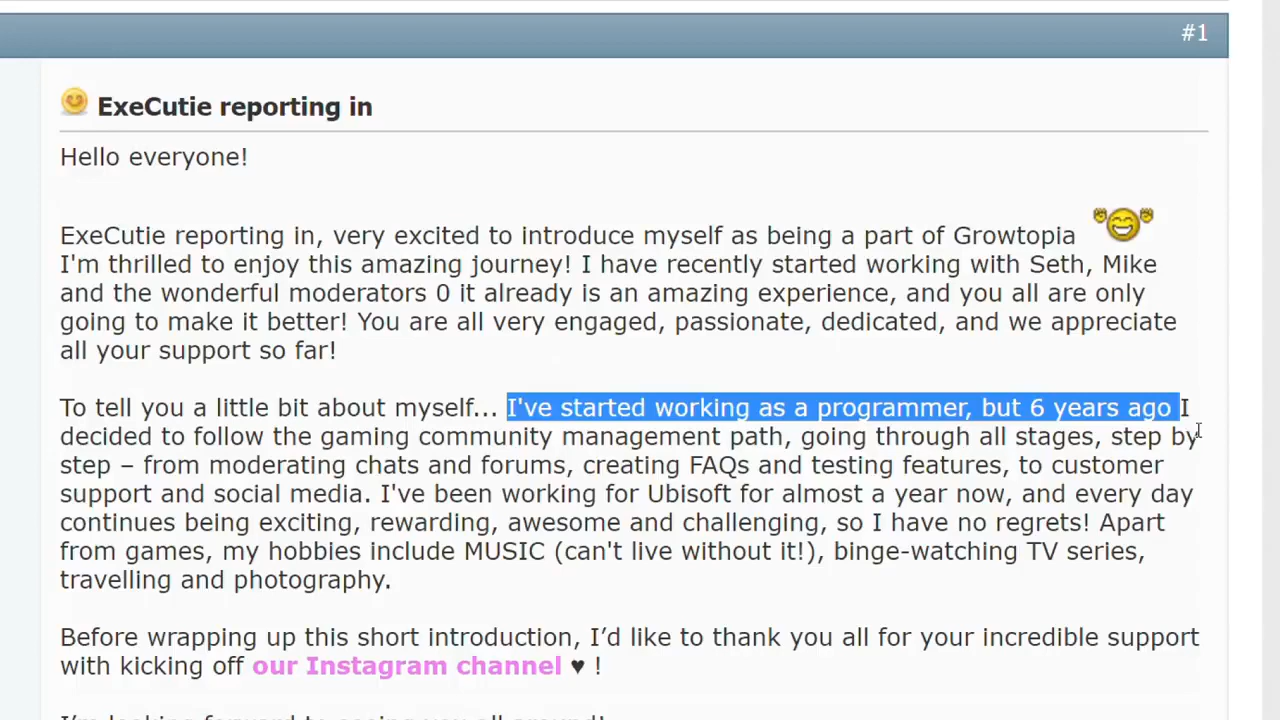 #1
ExeCutie reporting in
Hello everyone!
ExeCutie reporting in, very excited to introduce myself as being a part of Growtopia
I'm thrilled to enjoy this amazing journey! I have recently started working with Seth, Mike
and the wonderful moderators 0 it already is an amazing experience, and you all are only
going to make it better! You are all very engaged, passionate, dedicated, and we appreciate
all your support so far!
To tell you a little bit about myself... I've started working as a programmer, but 6 years ago I
decided to follow the gaming community management path, going through all stages, step by
step – from moderating chats and forums, creating FAQs and testing features, to customer
support and social media. I've been working for Ubisoft for almost a year now, and every day
continues being exciting, rewarding, awesome and challenging, so I have no regrets! Apart
from games, my hobbies include MUSIC (can't live without it!), binge-watching TV series,
travelling and photography.
Before wrapping up this short introduction, I’d like to thank you all for your incredible support
with kicking off our Instagram channel ♥ !
I'm looking forward to seeing you all around!